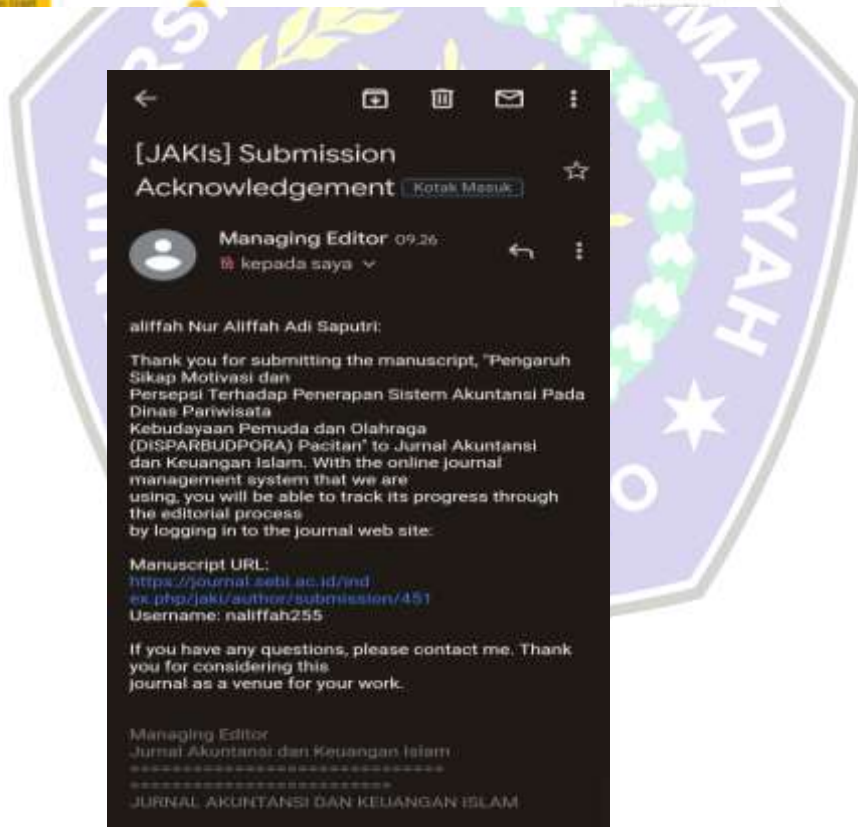 [JAKIs] Submission
Acknowledgement Kotak Masuk
Managing Editor 09.26
kepada saya
aliffah Nur Aliffah Adi Saputri:
Thank you for submitting the manuscript, "Pengaruh
Sikap Motivasi dan
Persepsi Terhadap Penerapan Sistem Akuntansi Pada
Dinas Pariwisata
Kebudayaan Pemuda dan Olahraga
(DISPARBUDPORA) Pacitan" to Jurnal Akuntansi
dan Keuangan Islam. With the online journal
management system that we are
using, you will be able to track its progress through
the editorial process
by logging in to the journal web site:
Manuscript URL:
https://journal.sebi.ac.id/ind
ex.php/jaki/author/submission/451
Username: naliffah255
If you have any questions, please contact me. Thank
you for considering this
journal as a venue for your work.
Managing Editor
Jurnal Akuntansi dan Keuangan Islam
================================
==========================
JURNAL AKUNTANSI DAN KEUANGAN ISLAM